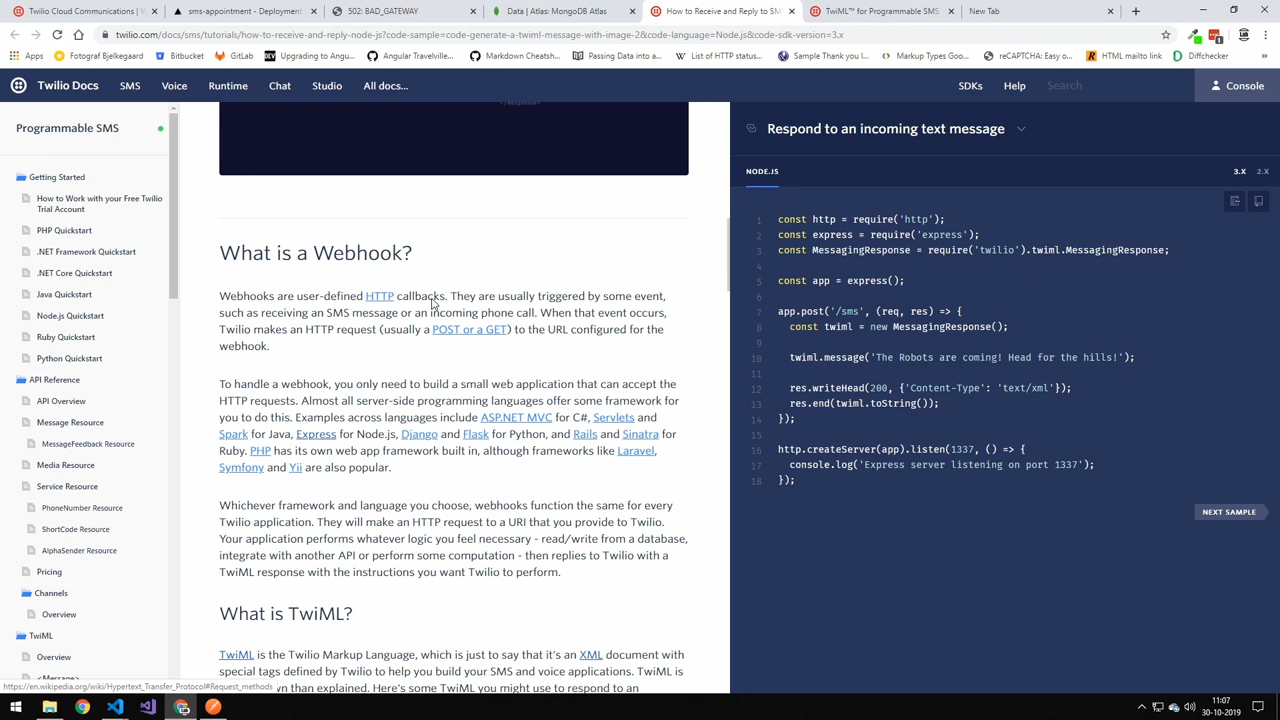 Twilio Cloud Communications | W
sms-appointment - Deployment
502: BAD_GATEWAY
Data | Atlas: MongoDB Atlas
How to Receive and Reply to SM
TwiML™ for Programmable SMS
New Tab
twilio.com/docs/sms/tutorials/how-to-receive-and-reply-node-js?code-sample=code-generate-a-twiml-message-with-image-2&code-language=Node.js&code-sdk-version=3.x
Apps
Fotograf Bjelkegaard
Bitbucket
GitLab
Upgrading to Angu...
Angular Travelville...
Markdown Cheatsh...
Passing Data into a...
List of HTTP status...
Sample Thank you l...
Markup Types Goo...
reCAPTCHA: Easy o...
HTML mailto link
Diffchecker
»
Twilio Docs
SMS
Voice
Runtime
Chat
Studio
All docs...
SDKs
Help
Search
Console
Programmable SMS
Getting Started
How to Work with your Free Twilio
Trial Account
PHP Quickstart
.NET Framework Quickstart
.NET Core Quickstart
Java Quickstart
Node.js Quickstart
Ruby Quickstart
Python Quickstart
API Reference
API Overview
Message Resource
MessageFeedback Resource
Media Resource
Service Resource
PhoneNumber Resource
ShortCode Resource
AlphaSender Resource
Pricing
Channels
Overview
TwiML
Overview
<Message>
</Response>
What is a Webhook?
Webhooks are user-defined HTTP callbacks. They are usually triggered by some event,
such as receiving an SMS message or an incoming phone call. When that event occurs,
Twilio makes an HTTP request (usually a POST or a GET) to the URL configured for the
webhook.
To handle a webhook, you only need to build a small web application that can accept the
HTTP requests. Almost all server-side programming languages offer some framework for
you to do this. Examples across languages include ASP.NET MVC for C#, Servlets and
Spark for Java, Express for Node.js, Django and Flask for Python, and Rails and Sinatra for
Ruby. PHP has its own web app framework built in, although frameworks like Laravel,
Symfony and Yii are also popular.
Whichever framework and language you choose, webhooks function the same for every
Twilio application. They will make an HTTP request to a URI that you provide to Twilio.
Your application performs whatever logic you feel necessary - read/write from a database,
integrate with another API or perform some computation - then replies to Twilio with a
TwiML response with the instructions you want Twilio to perform.
What is TwiML?
TwiML is the Twilio Markup Language, which is just to say that it's an XML document with
special tags defined by Twilio to help you build your SMS and voice applications. TwiML is
than explained. Here's some TwiML you might use to respond to an
https://en.wikipedia.org/wiki/Hypertext_Transfer_Protocol#Request_methods
Respond to an incoming text message
NODE.JS
3.X
2.X
1 const http = require('http');
2 const express = require('express');
3 const MessagingResponse = require('twilio').twiml.MessagingResponse;
4
5 const app = express();
6
7 app.post('/sms', (req, res) => {
8 const twiml = new MessagingResponse();
9
10 twiml.message('The Robots are coming! Head for the hills!');
11
12 res.writeHead(200, {'Content-Type': 'text/xml'});
13 res.end(twiml.toString());
14 });
15
16 http.createServer(app).listen(1337, () => {
17 console.log('Express server listening on port 1337');
18 });
NEXT SAMPLE
11:07
30-10-2019